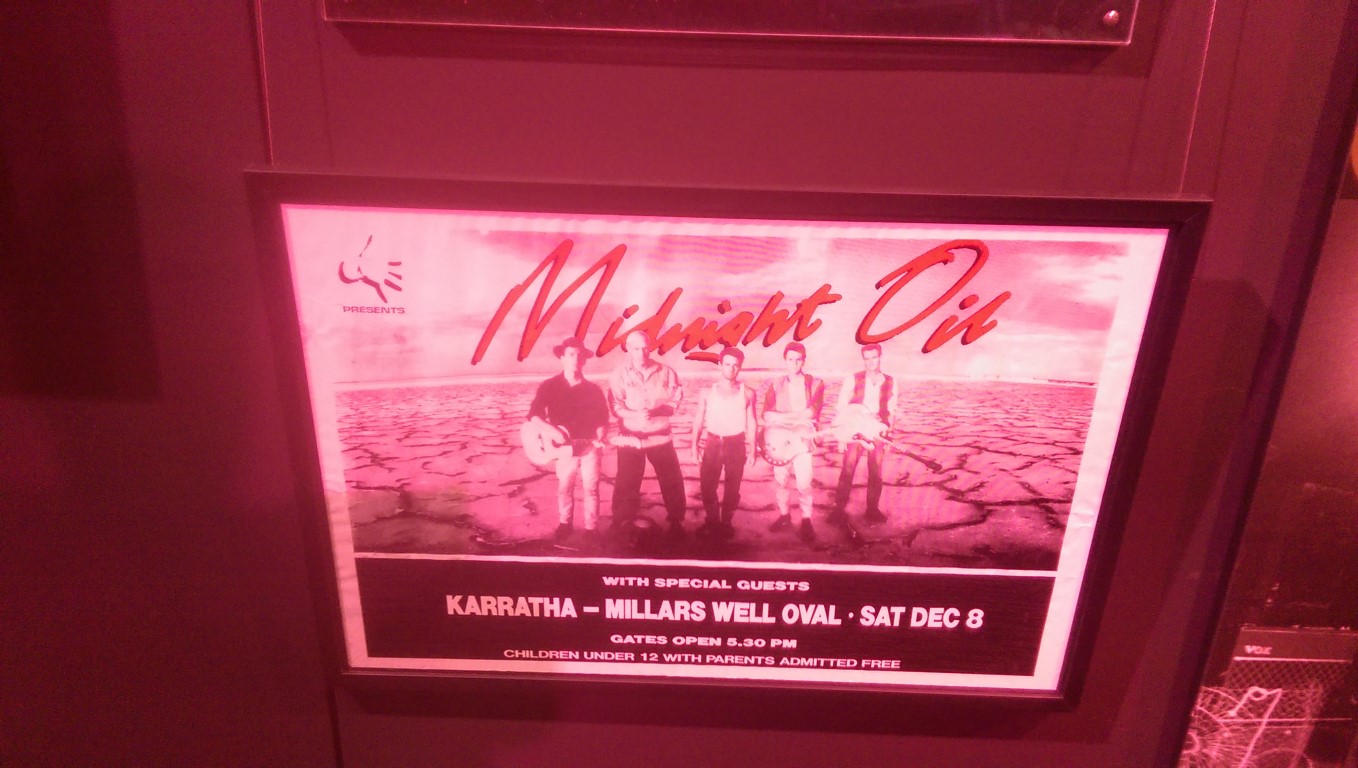 PRESENTS
Midnight Oil
WITH SPECIAL GUESTS
KARRATHA – MILLARS WELL OVAL · SAT DEC 8
GATES OPEN 5.30 PM
CHILDREN UNDER 12 WITH PARENTS ADMITTED FREE
VOX